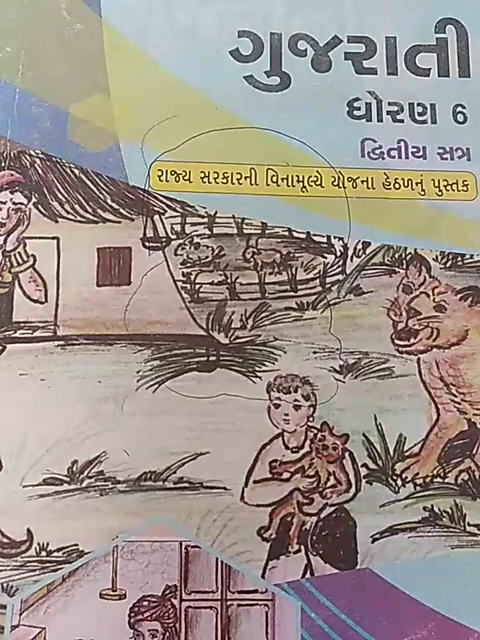 ગુજરાતી
ધોરણ 6
દ્વિતીય સત્ર
રાજ્ય સરકારની વિનામૂલ્યે યોજના હેઠળનું પુસ્તક